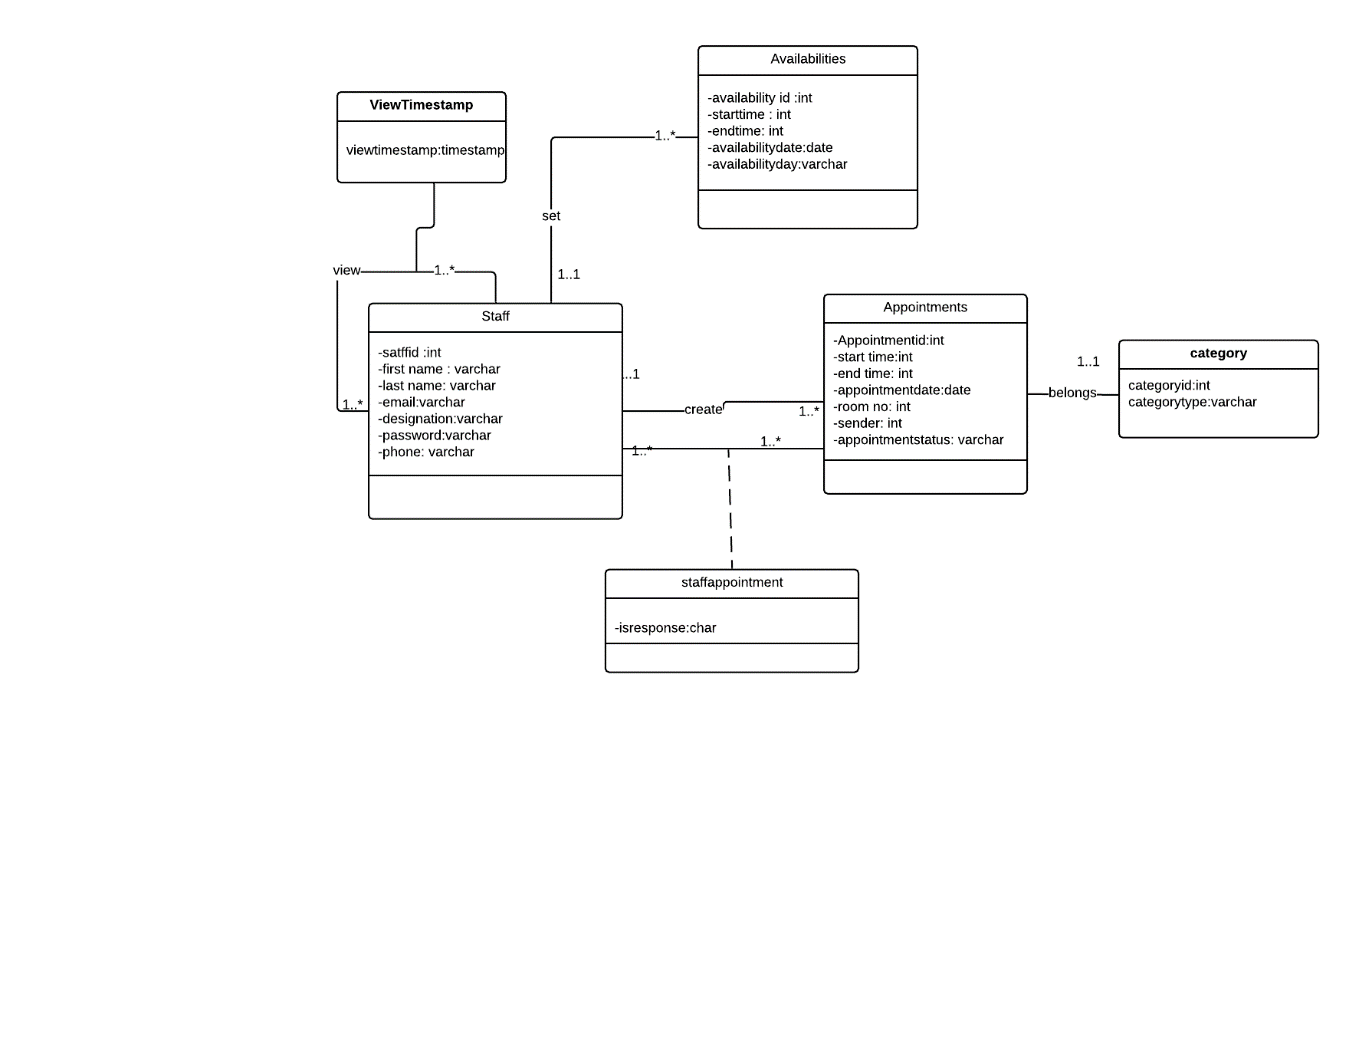 Availabilities
-availability id :int
-starttime : int
-endtime: int
-availabilitydate:date
-availabilityday:varchar
ViewTimestamp
viewtimestamp:timestamp
1..*
set
view
1..*
1..1
Staff
-satffid :int
-first name : varchar
-last name: varchar
-email:varchar
-designation:varchar
-password:varchar
-phone: varchar
1..*
...1
create
1..*
1..*
1..*
Appointments
-Appointmentid:int
-start time:int
-end time: int
-appointmentdate:date
-room no: int
-sender: int
-appointmentstatus: varchar
1..1
belongs
category
categoryid:int
categorytype:varchar
staffappointment
-isresponse:char